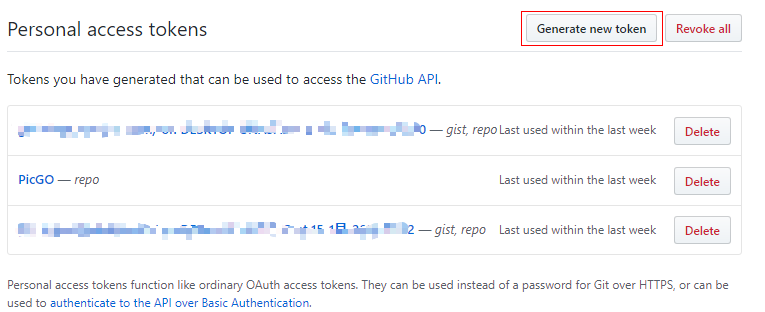 Personal access tokens
Generate new token
Revoke all
Tokens you have generated that can be used to access the GitHub API.
— gist, repo Last used within the last week Delete
PicGO — repo Last used within the last week Delete
— gist, repo Last used within the last week Delete
Personal access tokens function like ordinary OAuth access tokens. They can be used instead of a password for Git over HTTPS, or can be
used to authenticate to the API over Basic Authentication.